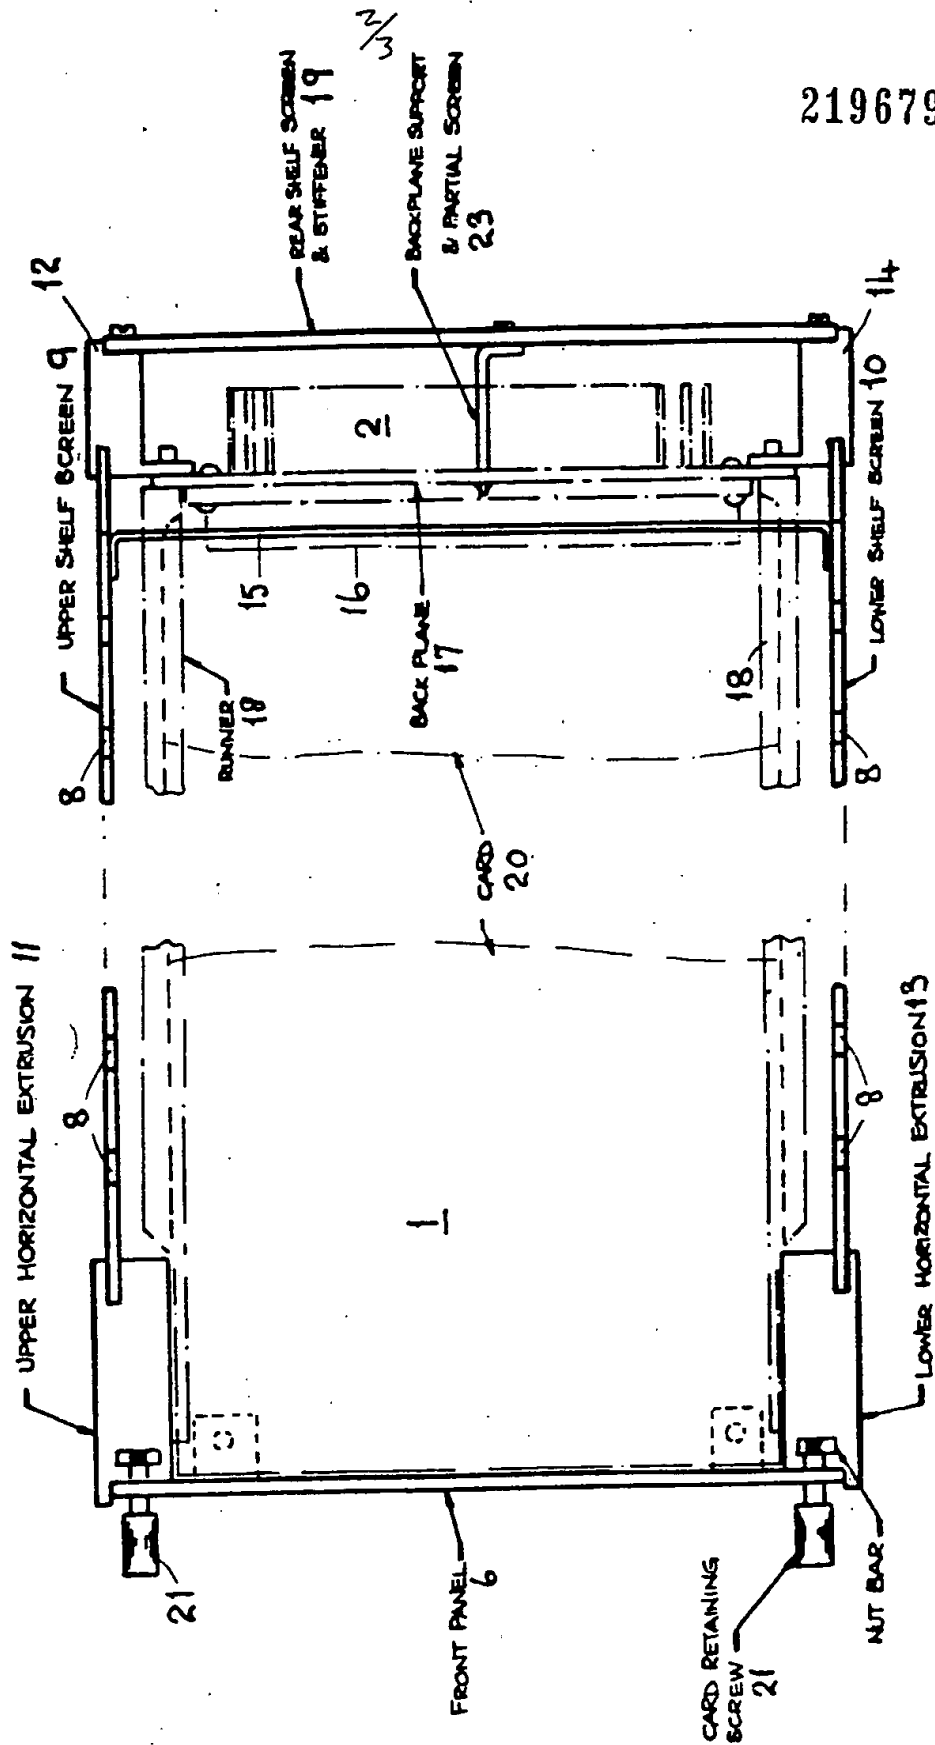 2/3
219679
UPPER HORIZONTAL EXTRUSION 11
8
8
UPPER SHELF SCREEN 9
12
REAR SHELF SCREEN
& STIFFENER 19
BACKPLANE SUPPORT
& PARTIAL SCREEN
23
21
RUNNER
18
15
16
2
BACK PLANE
17
1
CARD
20
FRONT PANEL
6
18
CARD RETAINING
SCREW
21
NUT BAR
LOWER HORIZONTAL EXTRUSION 13
8
8
LOWER SHELF SCREEN 10
14